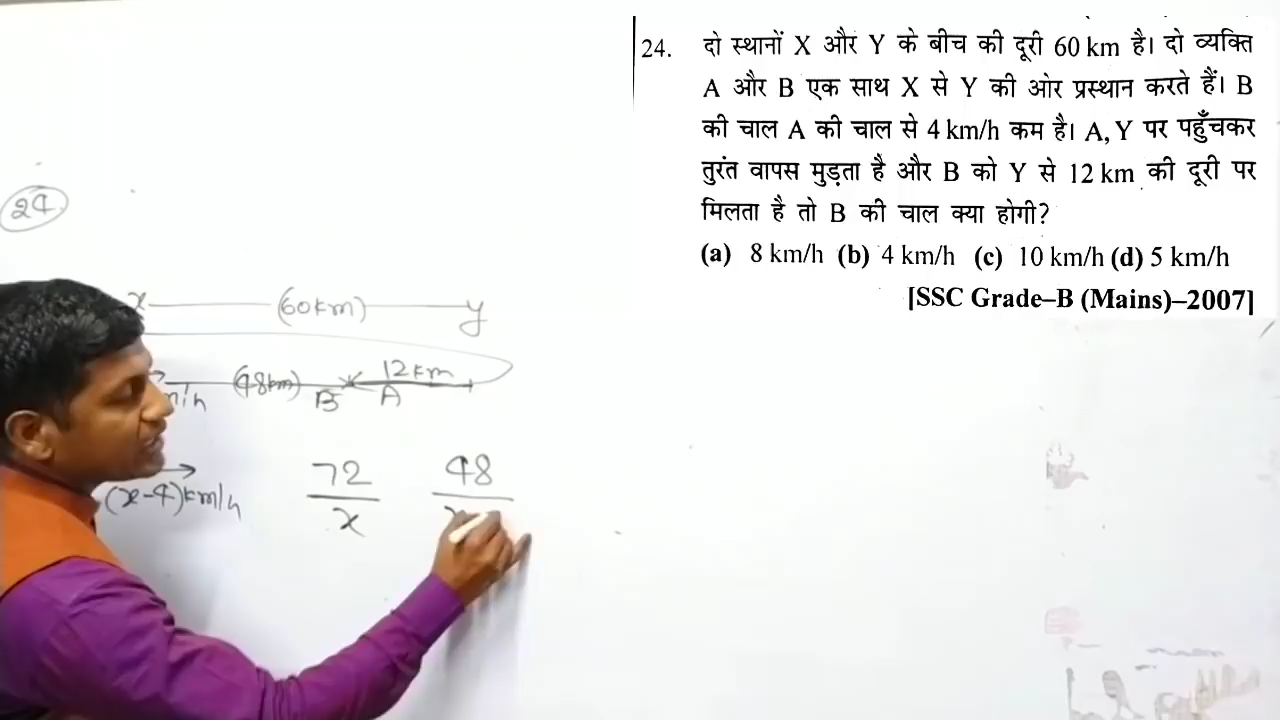 24. दो स्थानों X और Y के बीच की दूरी 60 km है। दो व्यक्ति
A और B एक साथ X से Y की ओर प्रस्थान करते हैं। B
की चाल A की चाल से 4 km/h कम है। A, Y पर पहुँचकर
तुरंत वापस मुड़ता है और B को Y से 12 km की दूरी पर
मिलता है तो B की चाल क्या होगी?
(a) 8 km/h (b) 4 km/h (c) 10 km/h (d) 5 km/h
[SSC Grade–B (Mains)–2007]
24
x (60km) y
(48km) 12km
B A
(x-4)km/h
72 48
x